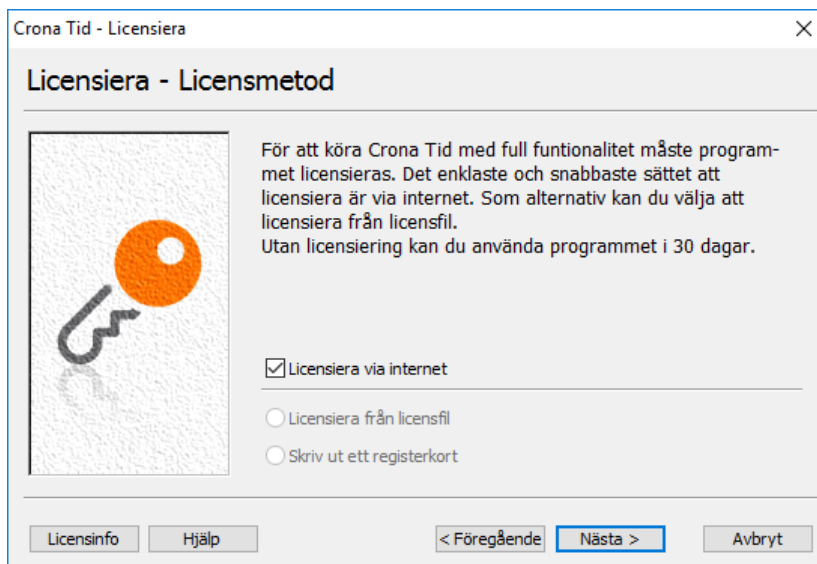 Crona Tid - Licensiera
Licensiera - Licensmetod
För att köra Crona Tid med full funtionalitet måste program-
met licensieras. Det enklaste och snabbaste sättet att
licensiera är via internet. Som alternativ kan du välja att
licensiera från licensfil.
Utan licensiering kan du använda programmet i 30 dagar.
Licensiera via internet
Licensiera från licensfil
Skriv ut ett registerkort
Licensinfo Hjälp < Föregående Nästa > Avbryt